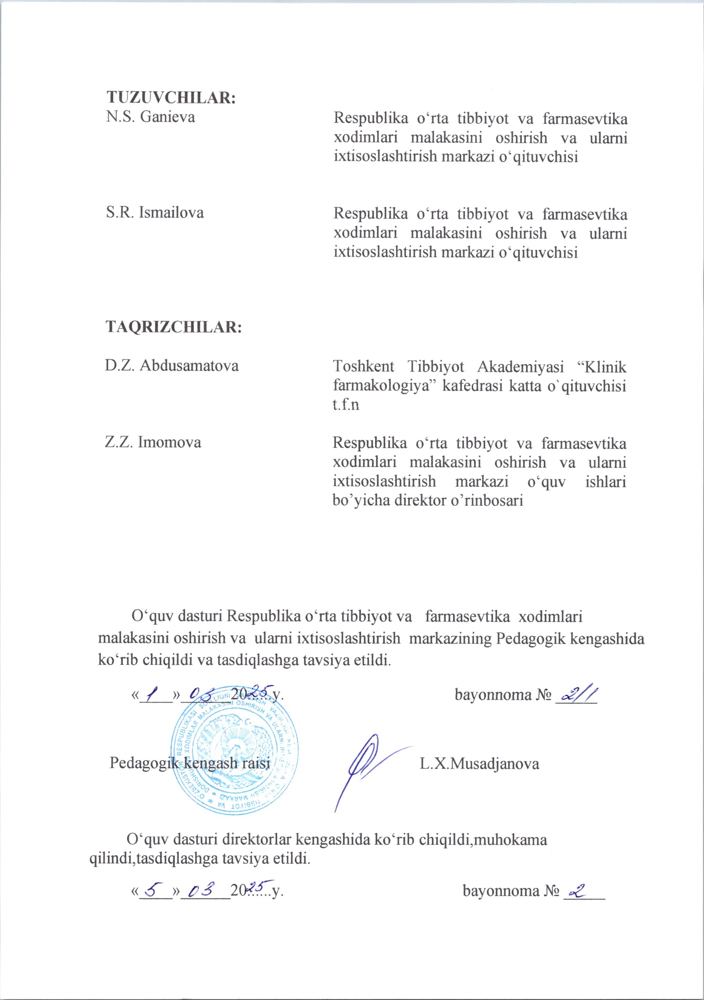 TUZUVCHILAR:
N.S. Ganieva
Respublika o‘rta tibbiyot va farmasevtika
xodimlari malakasini oshirish va ularni
ixtisoslashtirish markazi o‘qituvchisi
S.R. Ismailova
Respublika o‘rta tibbiyot va farmasevtika
xodimlari malakasini oshirish va ularni
ixtisoslashtirish markazi o‘qituvchisi
TAQRIZCHILAR:
D.Z. Abdusamatova
Toshkent Tibbiyot Akademiyasi “Klinik
farmakologiya” kafedrasi katta o`qituvchisi
t.f.n
Z.Z. Imomova
Respublika o‘rta tibbiyot va farmasevtika
xodimlari malakasini oshirish va ularni
ixtisoslashtirish markazi o‘quv ishlari
bo’yicha direktor o’rinbosari
O‘quv dasturi Respublika o‘rta tibbiyot va farmasevtika xodimlari
malakasini oshirish va ularni ixtisoslashtirish markazining Pedagogik kengashida
ko‘rib chiqildi va tasdiqlashga tavsiya etildi.
«1» 03 2025 y. bayonnoma № 2/1
O‘ZBEKISTON RESPUBLIKASI SOG‘LIQNI SAQLASH VAZIRLIGI
TIBBIYOT VA
XODIMLAR MALAKASINI OSHIRISH VA ULARNI
MARKAZI
Pedagogik kengash raisi L.X.Musadjanova
O‘quv dasturi direktorlar kengashida ko‘rib chiqildi,muhokama
qilindi,tasdiqlashga tavsiya etildi.
«5» 03 2025 y. bayonnoma № 2